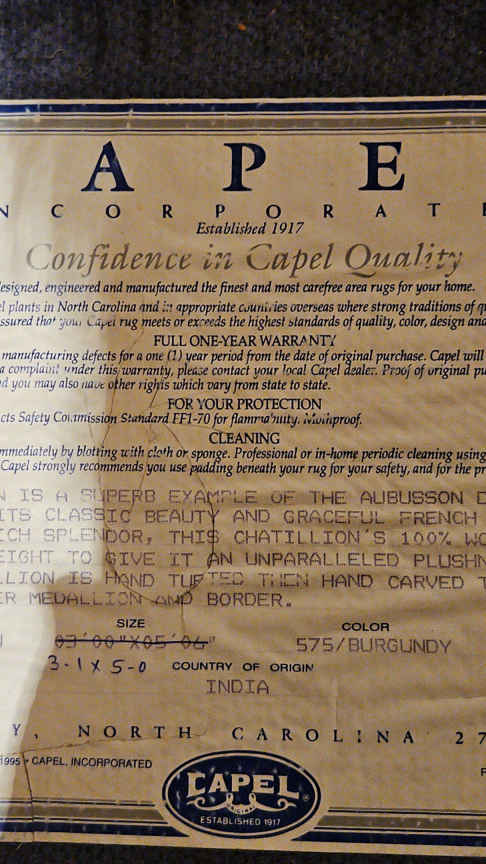 A P E
N C O R P O R A T E
Established 1917
Confidence in Capel Quality
designed, engineered and manufactured the finest and most carefree area rugs for your home.
el plants in North Carolina and in appropriate countries overseas where strong traditions of qu
ssured that your Capel rug meets or exceeds the highest standards of quality, color, design and
FULL ONE-YEAR WARRANTY
manufacturing defects for a one (1) year period from the date of original purchase. Capel will
a complaint under this warranty, please contact your local Capel dealer. Proof of original pu
d you may also have other rights which vary from state to state.
FOR YOUR PROTECTION
cts Safety Commission Standard FF1-70 for flammability. Mothproof.
CLEANING
mmediately by blotting with cloth or sponge. Professional or in-home periodic cleaning using
Capel strongly recommends you use padding beneath your rug for your safety, and for the pr
N IS A SUPERB EXAMPLE OF THE AUBUSSON D
ITS CLASSIC BEAUTY AND GRACEFUL FRENCH
ICH SPLENDOR, THIS CHATILLION'S 100% WO
EIGHT TO GIVE IT AN UNPARALLELED PLUSHN
LLION IS HAND TUFTED THEN HAND CARVED T
ER MEDALLION AND BORDER.
SIZE COLOR
03'00"X05'06" 575/BURGUNDY
3-1 X 5-0 COUNTRY OF ORIGIN
INDIA
Y, NORTH CAROLINA 27
1995 • CAPEL, INCORPORATED
CAPEL
ESTABLISHED 1917